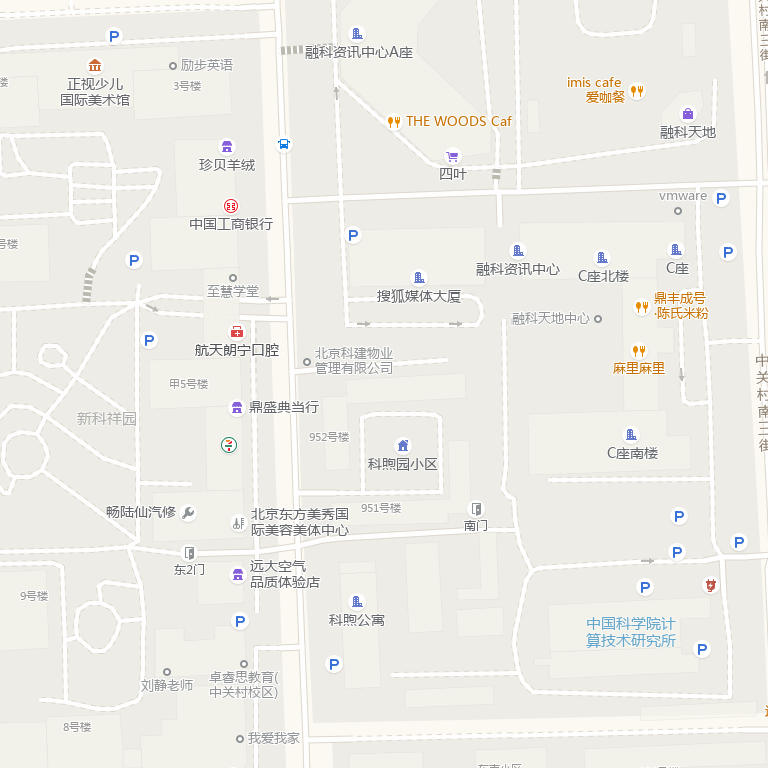 P
融科资讯中心A座
励步英语
正视少儿
国际美术馆
3号楼
imis cafe
爱咖餐
THE WOODS Caf
融科天地
珍贝羊绒
四叶
vmware
P
中国工商银行
P
号楼
P
融科资讯中心
C座北楼
C座
P
至慧学堂
搜狐媒体大厦
鼎丰成号
·陈氏米粉
融科天地中心
P
航天朗宁口腔
北京科建物业
管理有限公司
麻里麻里
甲5号楼
中关村南三街
村南三街
新科祥园
鼎盛典当行
952号楼
科煦园小区
C座南楼
畅陆仙汽修
北京东方美秀国
际美容美体中心
951号楼
南门
P
P
P
东2门
远大空气
品质体验店
9号楼
P
科煦公寓
P
中国科学院计
算技术研究所
P
P
刘静老师
卓睿思教育(
中关村校区)
8号楼
我爱我家